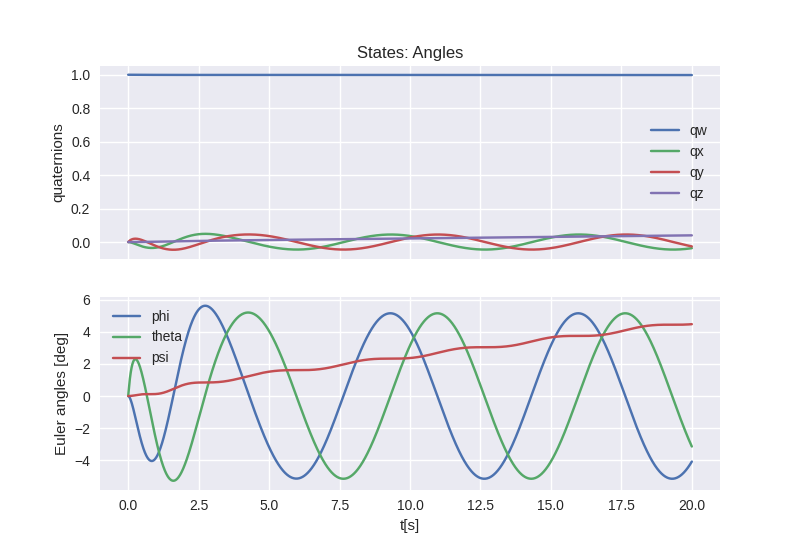 States: Angles
quaternions
1.0
0.8
0.6
0.4
0.2
0.0
qw
qx
qy
qz
Euler angles [deg]
6
4
2
0
−2
−4
phi
theta
psi
0.0 2.5 5.0 7.5 10.0 12.5 15.0 17.5 20.0
t[s]